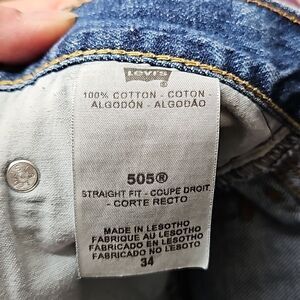 Levi's
100% COTTON - COTON -
ALGODÓN - ALGODÃO
505®
STRAIGHT FIT - COUPE DROIT
- CORTE RECTO
MADE IN LESOTHO
FABRIQUE AU LESOTHO
FABRICADO EN LESOTHO
FABRICADO NO LESOTO
34